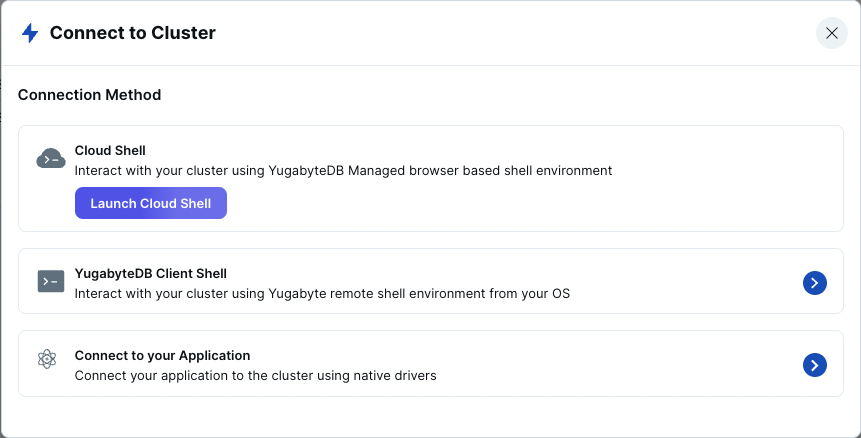 Connect to Cluster
Connection Method
Cloud Shell
Interact with your cluster using YugabyteDB Managed browser based shell environment
Launch Cloud Shell
YugabyteDB Client Shell
Interact with your cluster using Yugabyte remote shell environment from your OS
Connect to your Application
Connect your application to the cluster using native drivers